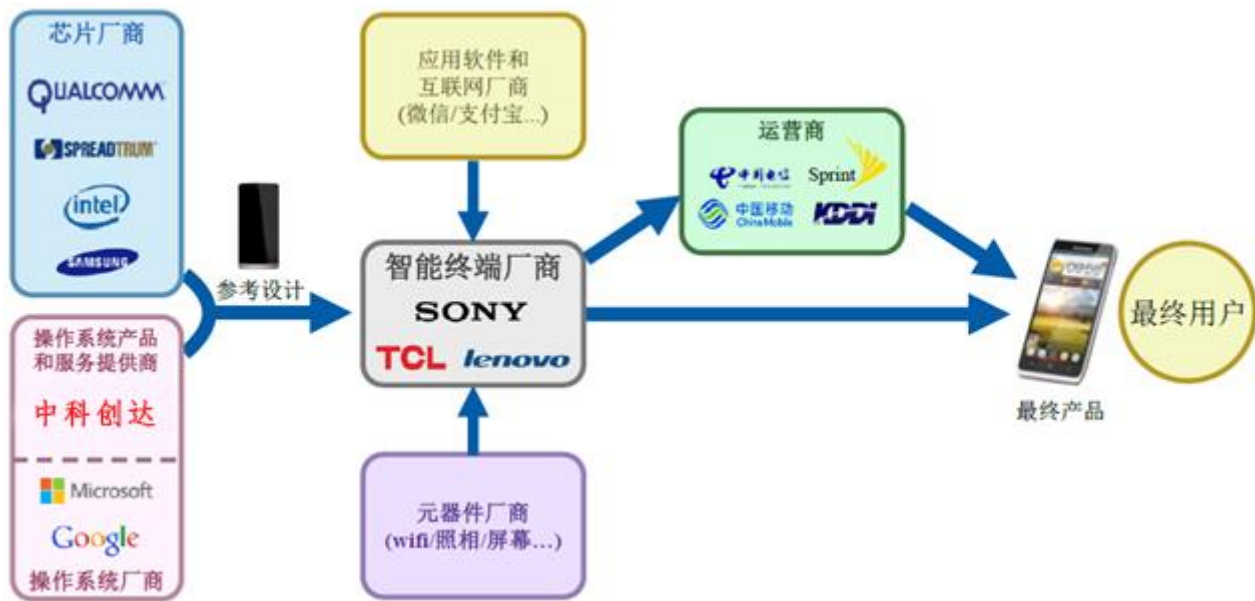 芯片厂商
QUALCOMM
SPREADTRUM
intel
SAMSUNG
参考设计
操作系统产品
和服务提供商
中科创达
Microsoft
Google
操作系统厂商
应用软件和
互联网厂商
(微信/支付宝...)
智能终端厂商
SONY
TCL lenovo
元器件厂商
(wifi/照相/屏幕…)
运营商
中国电信 Sprint
中国移动 KDDI
China Mobile
最终产品
最终用户